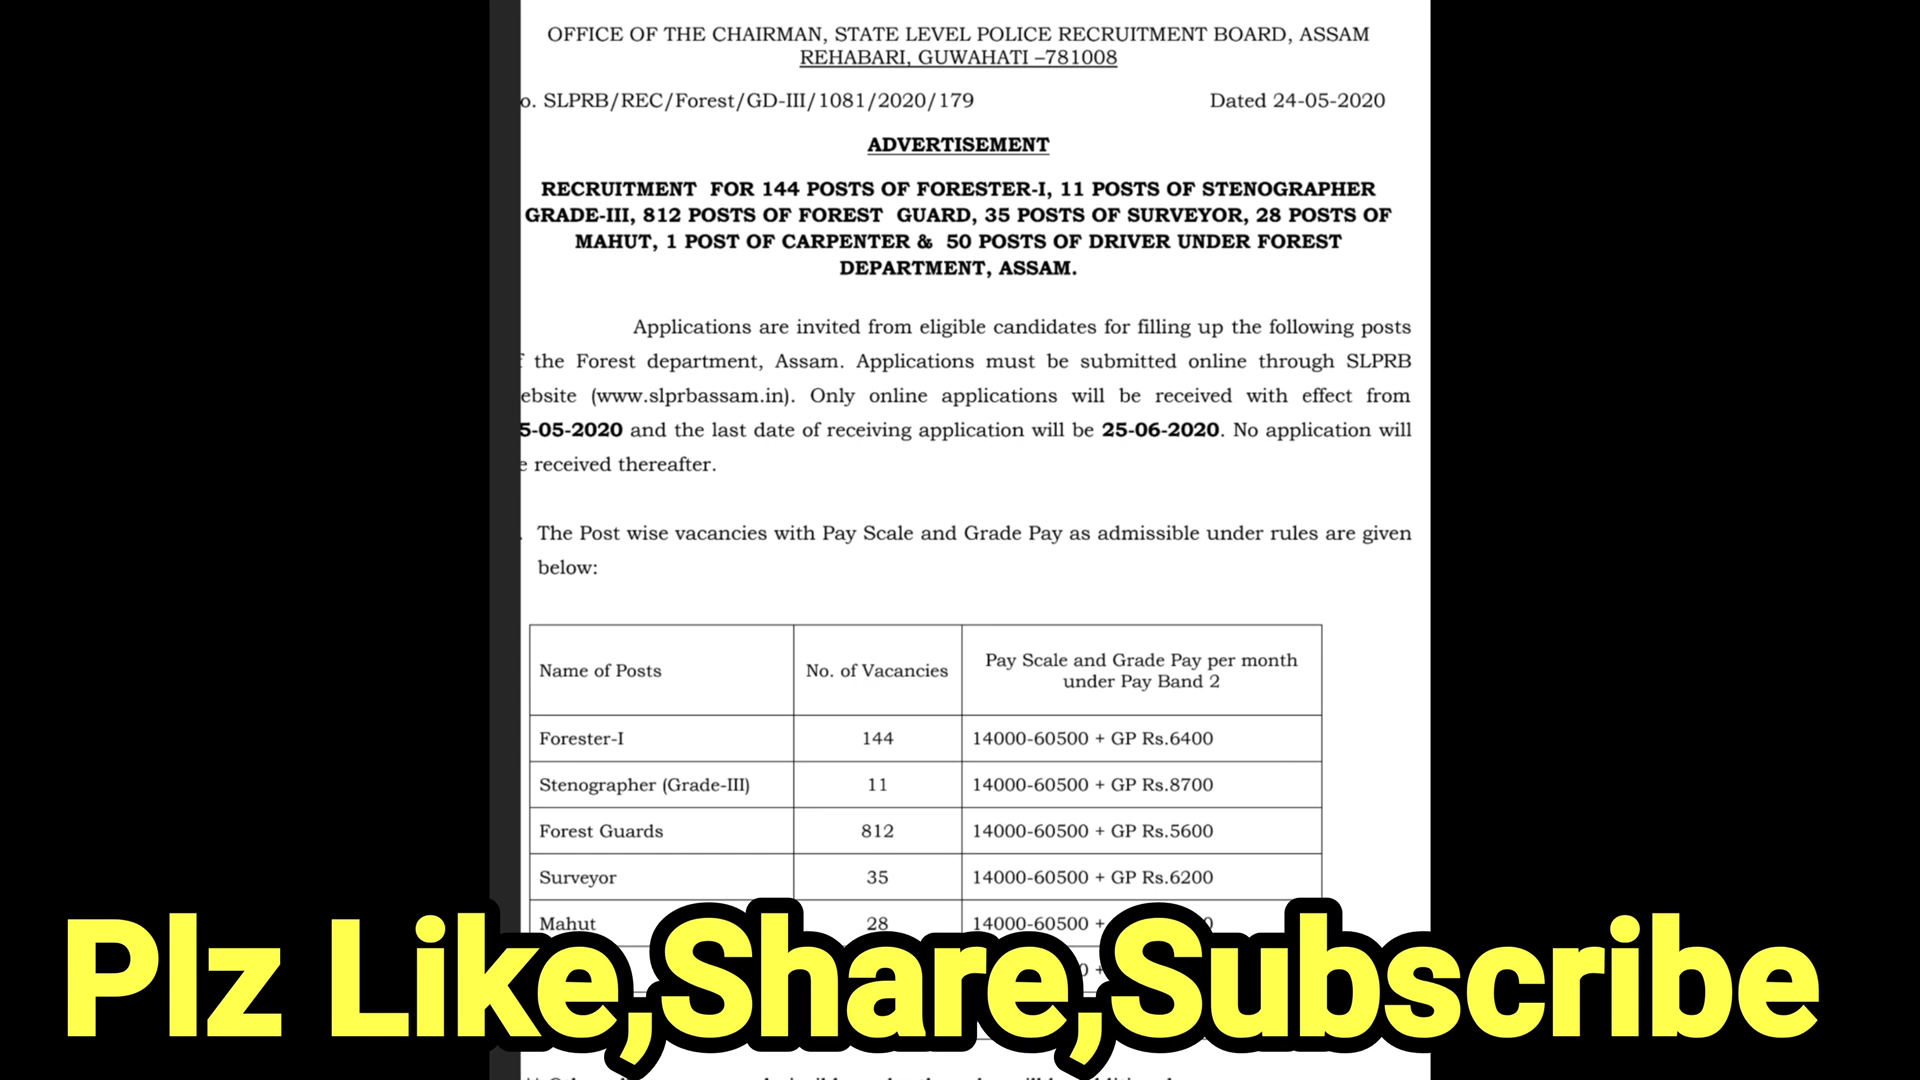 OFFICE OF THE CHAIRMAN, STATE LEVEL POLICE RECRUITMENT BOARD, ASSAM
REHABARI, GUWAHATI –781008
o. SLPRB/REC/Forest/GD-III/1081/2020/179 Dated 24-05-2020
ADVERTISEMENT
RECRUITMENT FOR 144 POSTS OF FORESTER-I, 11 POSTS OF STENOGRAPHER
GRADE-III, 812 POSTS OF FOREST GUARD, 35 POSTS OF SURVEYOR, 28 POSTS OF
MAHUT, 1 POST OF CARPENTER & 50 POSTS OF DRIVER UNDER FOREST
DEPARTMENT, ASSAM.
Applications are invited from eligible candidates for filling up the following posts
the Forest department, Assam. Applications must be submitted online through SLPRB
ebsite (www.slprbassam.in). Only online applications will be received with effect from
5-05-2020 and the last date of receiving application will be 25-06-2020. No application will
e received thereafter.
The Post wise vacancies with Pay Scale and Grade Pay as admissible under rules are given
below:
Name of Posts No. of Vacancies Pay Scale and Grade Pay per month
under Pay Band 2
Forester-I 144 14000-60500 + GP Rs.6400
Stenographer (Grade-III) 11 14000-60500 + GP Rs.8700
Forest Guards 812 14000-60500 + GP Rs.5600
Surveyor 35 14000-60500 + GP Rs.6200
Mahut 28 14000-60500 +
Plz Like,Share,Subscribe